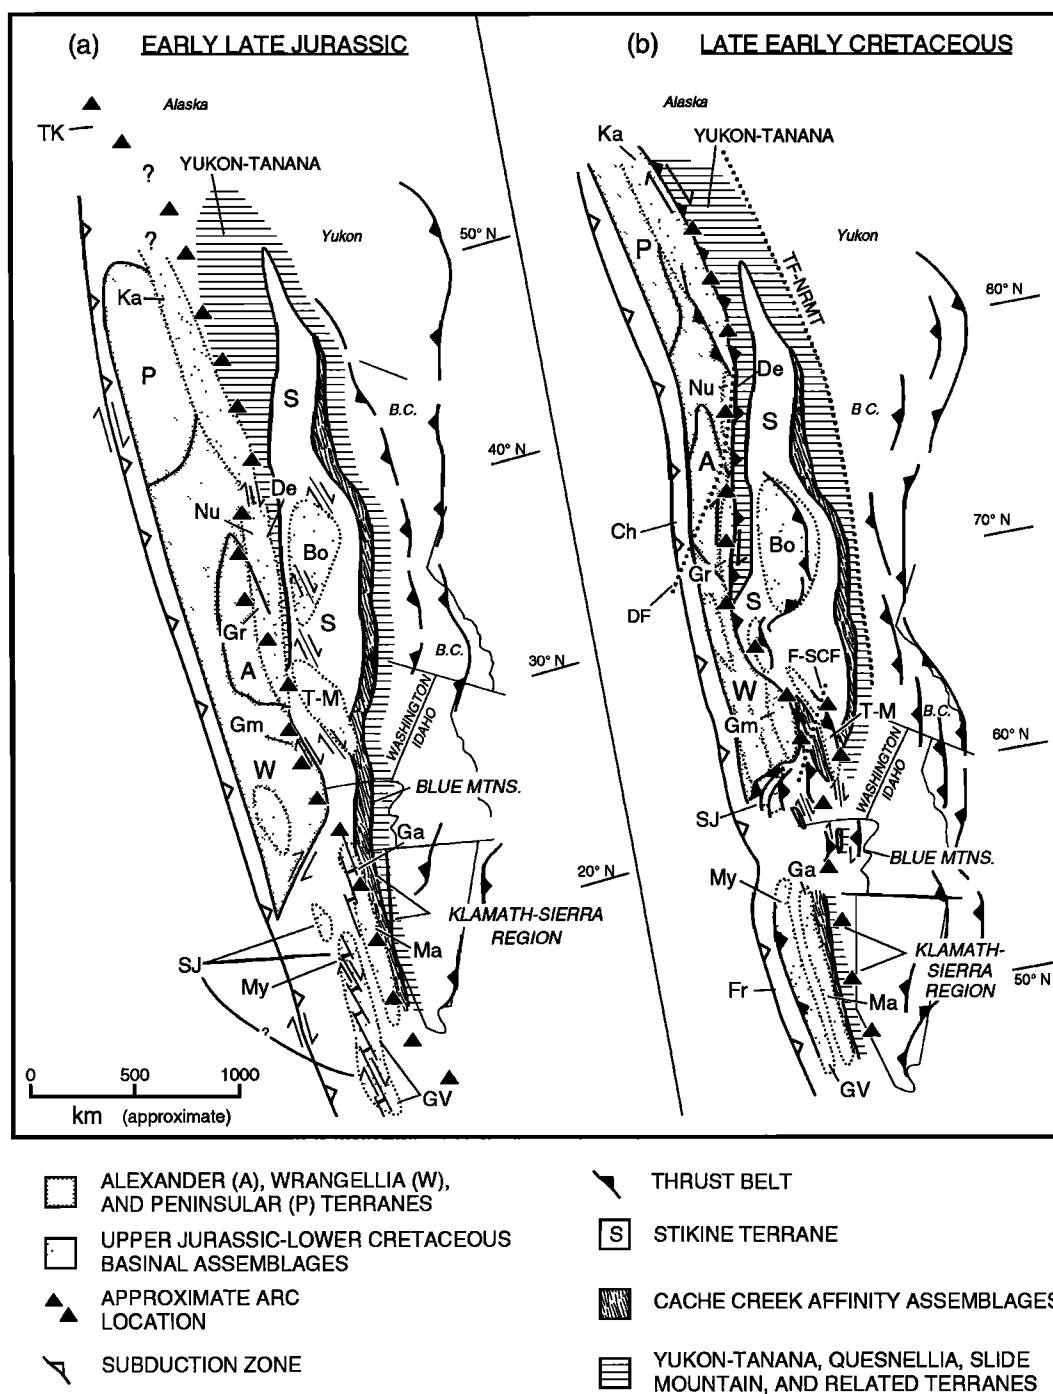 (a) EARLY LATE JURASSIC
Alaska
TK
?
YUKON-TANANA
?
Yukon
50° N
Ka
P
S
B.C.
40° N
De
Nu
Bo
Gr
S
A
B.C.
30° N
T-M
Gm
WASHINGTON
IDAHO
W
BLUE MTNS.
Ga
20° N
KLAMATH-SIERRA
REGION
Ma
SJ
My
?
0 500 1000
km (approximate)
GV
(b) LATE EARLY CRETACEOUS
Alaska
Ka
YUKON-TANANA
Yukon
P
TF-NRMT
80° N
Nu
De
B.C.
S
A
Ch
70° N
Bo
Gr
DF
S
F-SCF
W
T-M
B.C.
Gm
60° N
WASHINGTON
IDAHO
SJ
BLUE MTNS.
Ga
My
KLAMATH-
SIERRA
REGION
50° N
Fr
Ma
GV
ALEXANDER (A), WRANGELLIA (W),
AND PENINSULAR (P) TERRANES
UPPER JURASSIC-LOWER CRETACEOUS
BASINAL ASSEMBLAGES
APPROXIMATE ARC
LOCATION
SUBDUCTION ZONE
THRUST BELT
S STIKINE TERRANE
CACHE CREEK AFFINITY ASSEMBLAGES
YUKON-TANANA, QUESNELLIA, SLIDE
MOUNTAIN, AND RELATED TERRANES